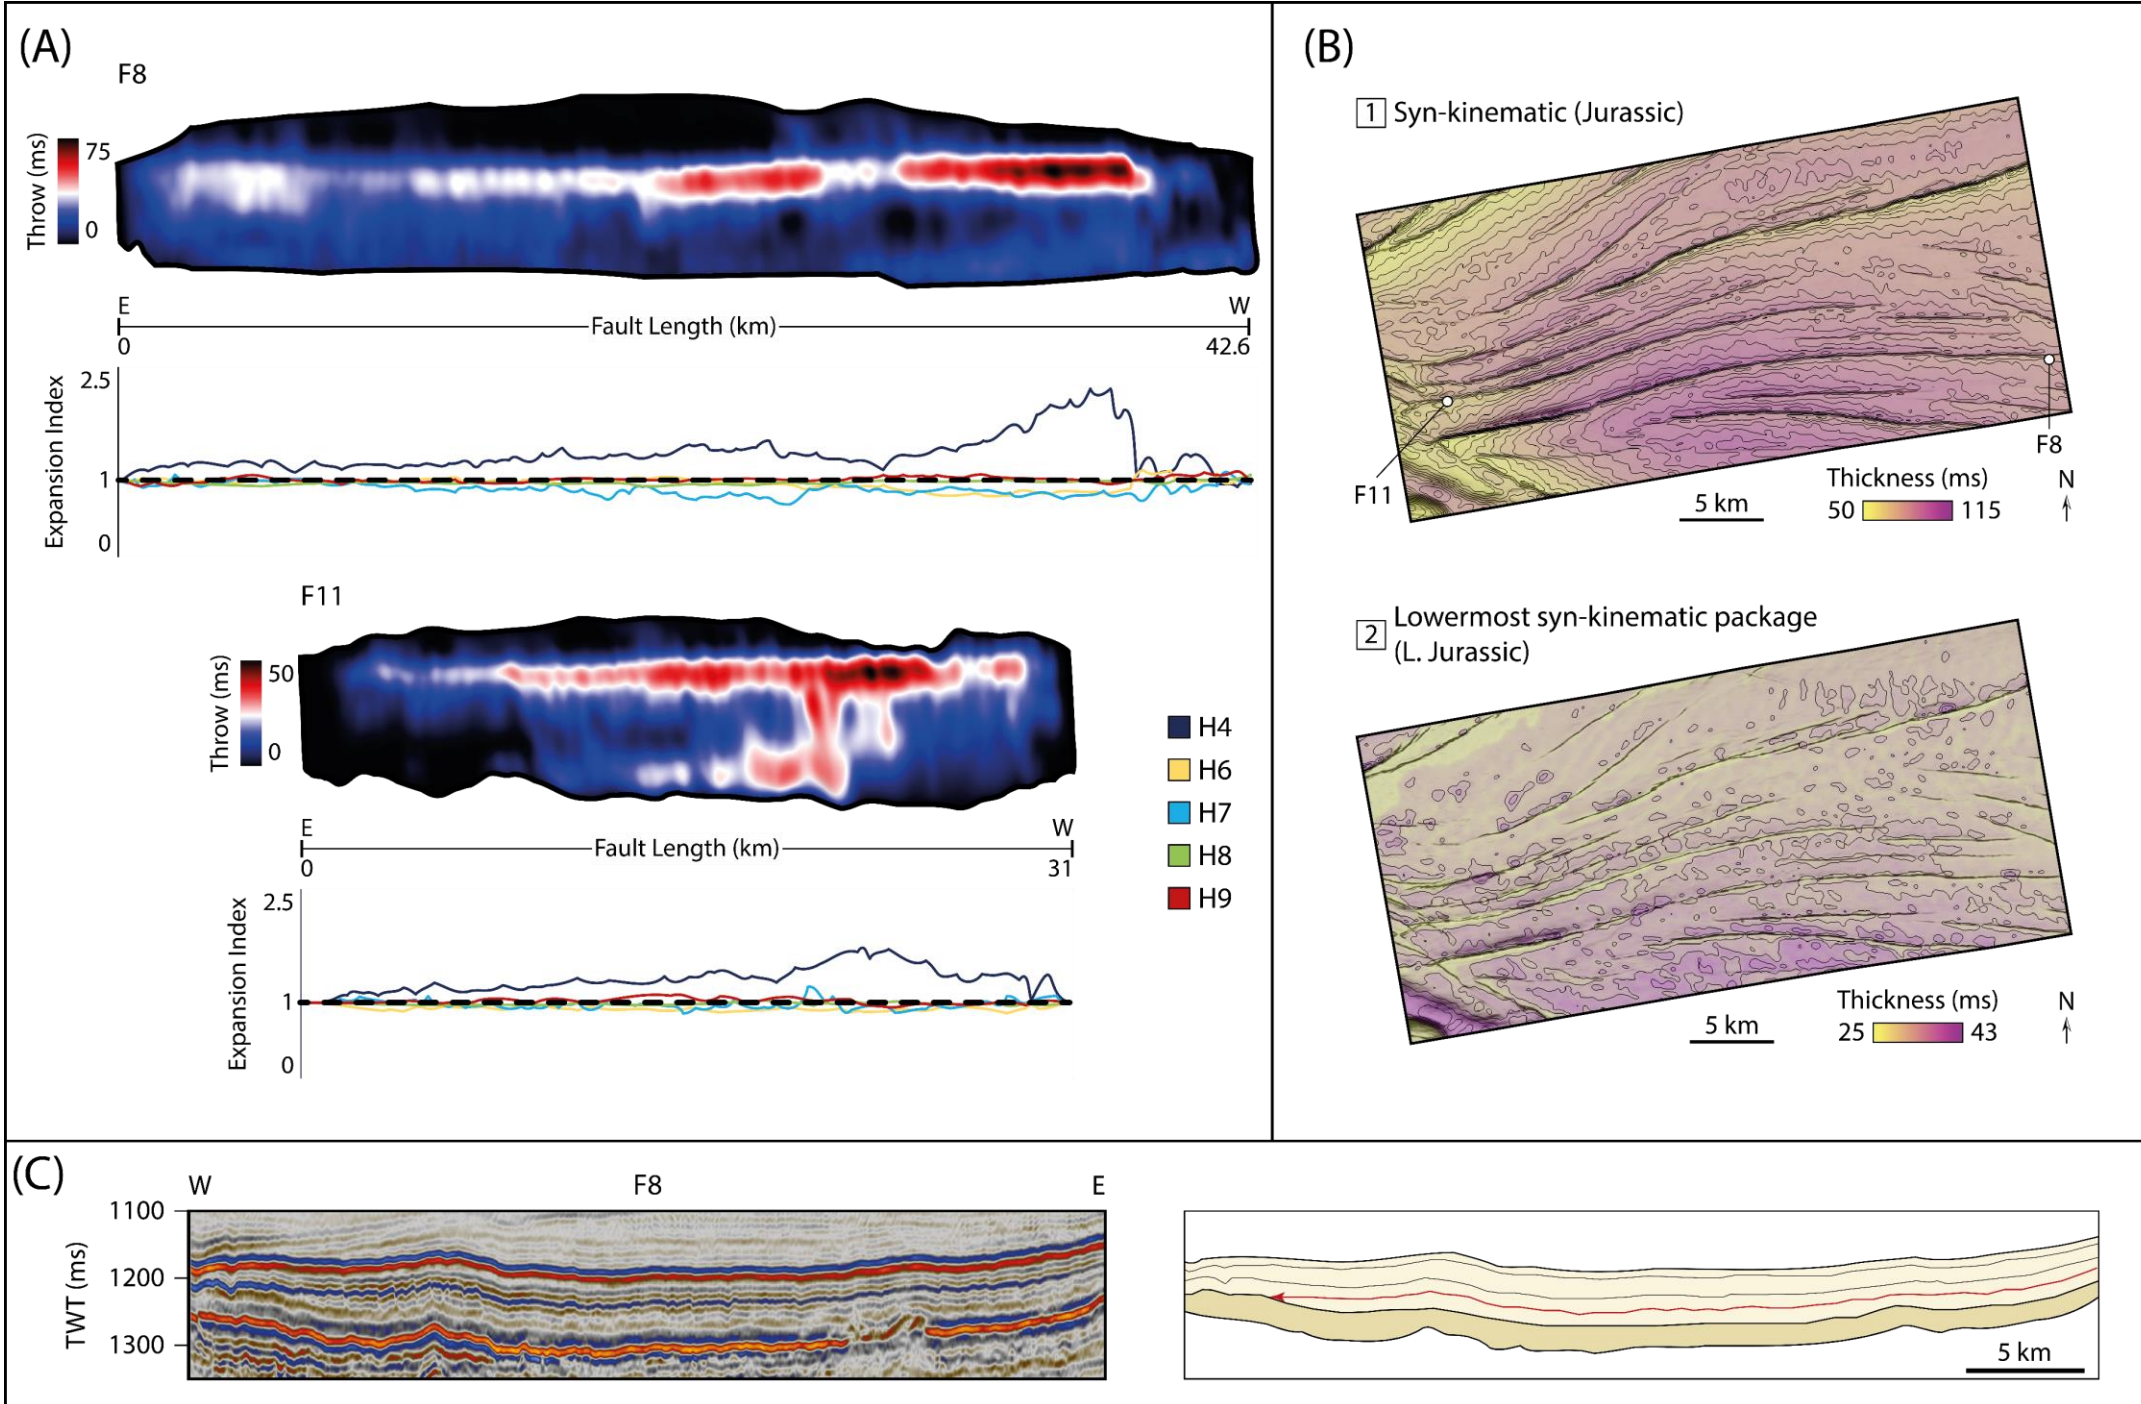 (A)
F8
Throw (ms)
75
0
E
W
Fault Length (km)
0
42.6
Expansion Index
2.5
1
0
F11
Throw (ms)
50
0
E
W
Fault Length (km)
0
31
Expansion Index
2.5
1
0
H4
H6
H7
H8
H9
(B)
1 Syn-kinematic (Jurassic)
F11
F8
5 km
Thickness (ms)
50
115
N
2
Lowermost syn-kinematic package
(L. Jurassic)
5 km
Thickness (ms)
25
43
N
(C)
W
F8
E
TWT (ms)
1100
1200
1300
5 km